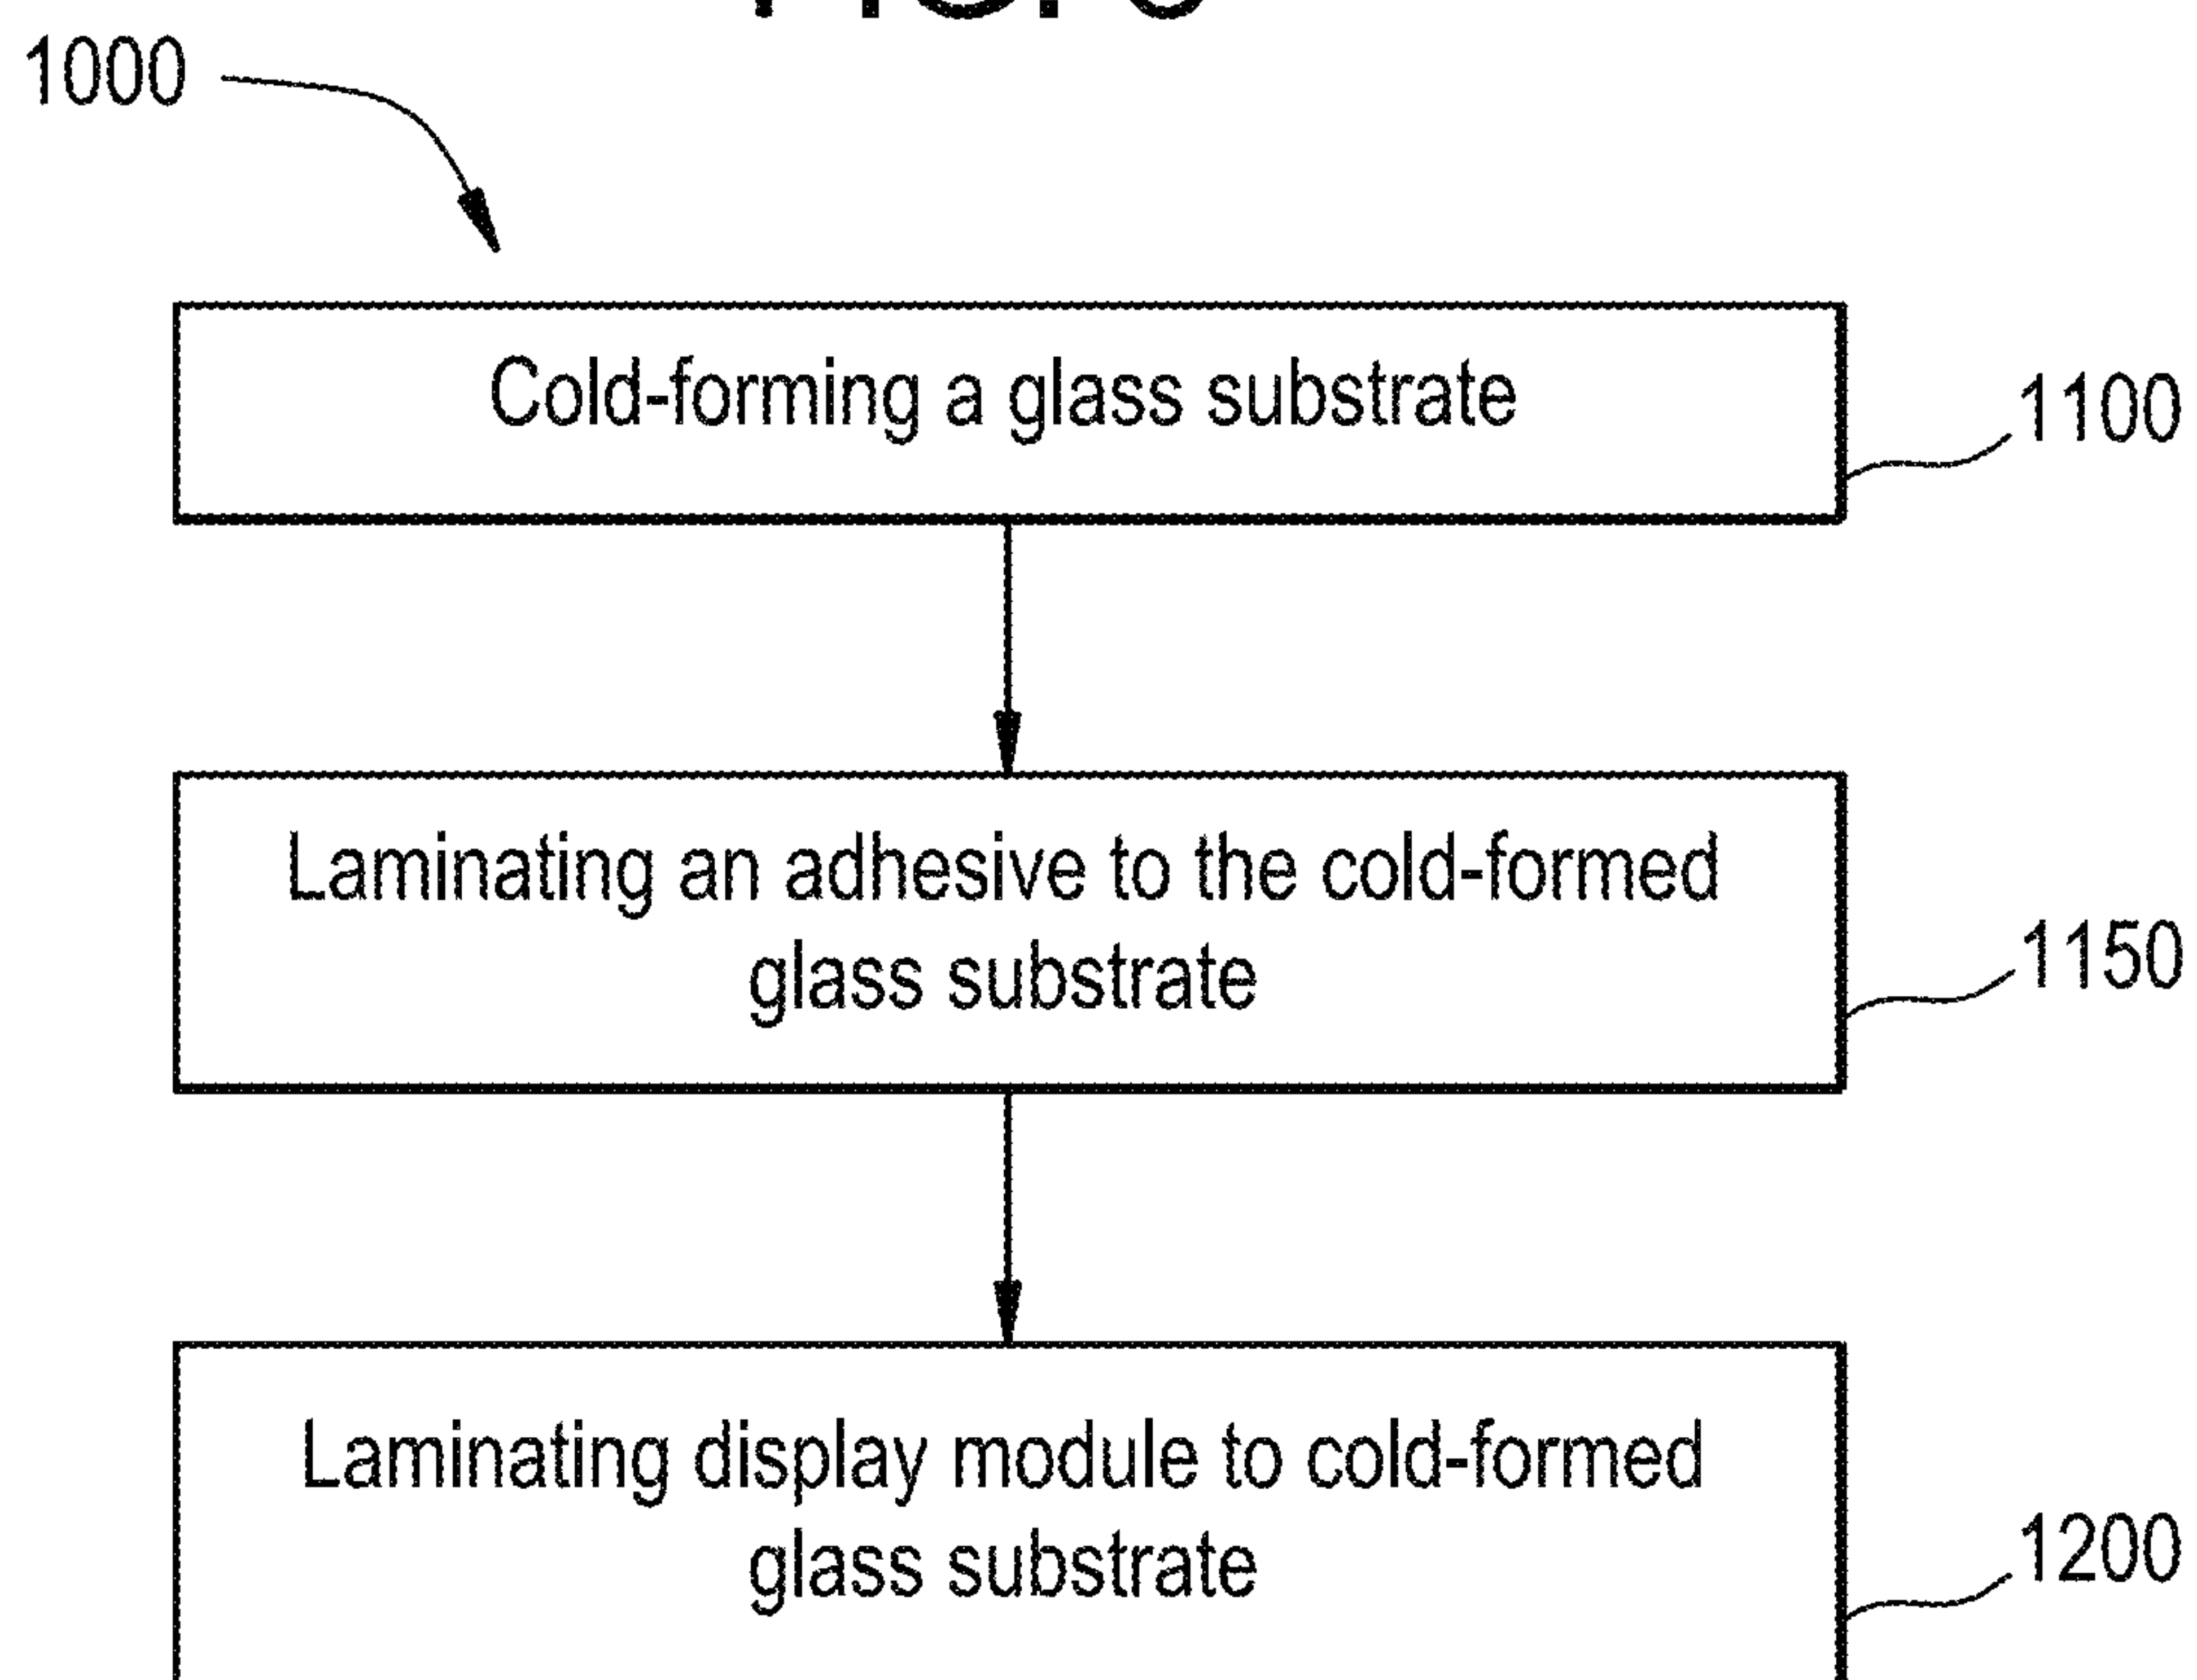 1000
Cold-forming a glass substrate
1100
Laminating an adhesive to the cold-formed
glass substrate
1150
Laminating display module to cold-formed
glass substrate
1200